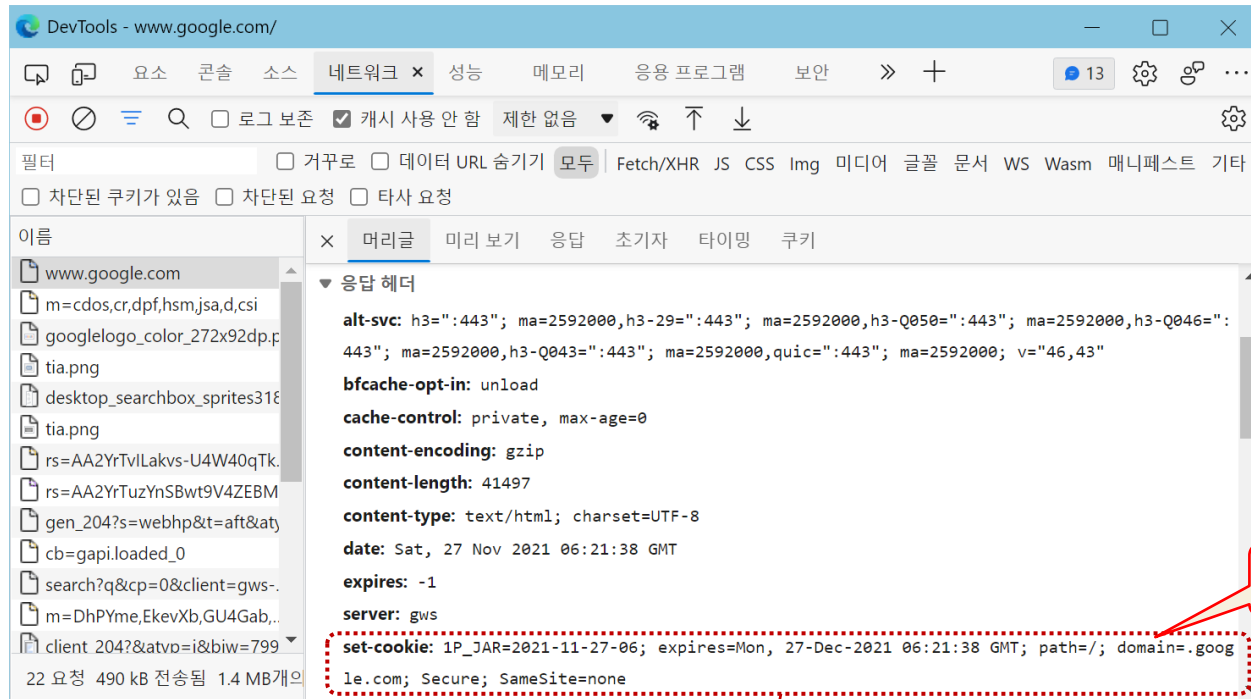 DevTools - www.google.com/
요소 콘솔 소스 네트워크 성능 메모리 응용 프로그램 보안 13
로그 보존 캐시 사용 안 함 제한 없음
필터 거꾸로 데이터 URL 숨기기 모두 Fetch/XHR JS CSS Img 미디어 글꼴 문서 WS Wasm 매니페스트 기타
차단된 쿠키가 있음 차단된 요청 타사 요청
이름
www.google.com
m=cdos,cr,dpf,hsm,jsa,d,csi
googlelogo_color_272x92dp.p
tia.png
desktop_searchbox_sprites318
tia.png
rs=AA2YrTvILakvs-U4W40qTk.
rs=AA2YrTuzYnSBwt9V4ZEBM
gen_204?s=webhp&t=aft&aty
cb=gapi.loaded_0
search?q&cp=0&client=gws-.
m=DhPYme,EkevXb,GU4Gab,..
client_204?&atyp=i&biw=799
22 요청 490 kB 전송됨 1.4 MB개의
머리글 미리 보기 응답 초기자 타이밍 쿠키
응답 헤더
alt-svc: h3=":443"; ma=2592000,h3-29=":443"; ma=2592000,h3-Q050=":443"; ma=2592000,h3-Q046=":
443"; ma=2592000,h3-Q043=":443"; ma=2592000,quic=":443"; ma=2592000; v="46,43"
bfcache-opt-in: unload
cache-control: private, max-age=0
content-encoding: gzip
content-length: 41497
content-type: text/html; charset=UTF-8
date: Sat, 27 Nov 2021 06:21:38 GMT
expires: -1
server: gws
set-cookie: 1P_JAR=2021-11-27-06; expires=Mon, 27-Dec-2021 06:21:38 GMT; path=/; domain=.goog
le.com; Secure; SameSite=none